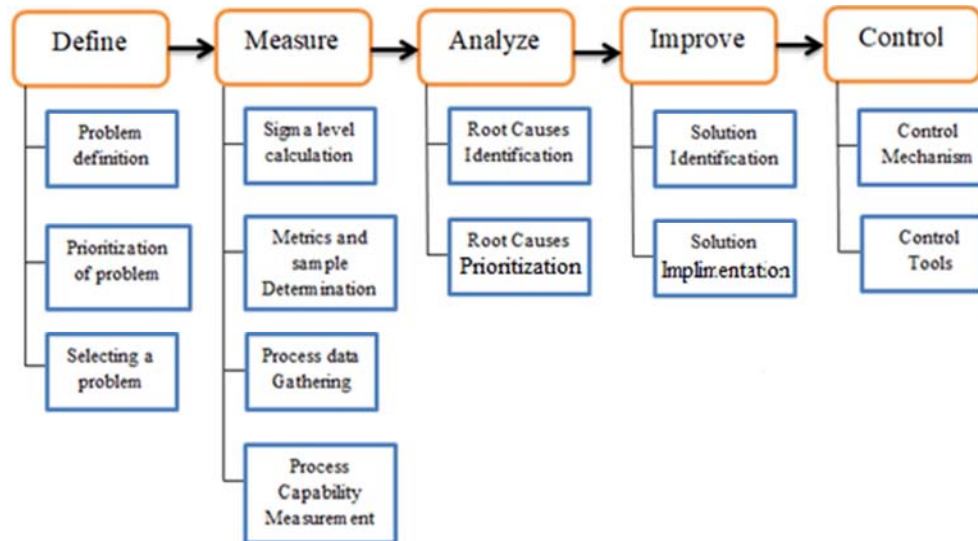 Define
Measure
Analyze
Improve
Control
Problem
definition
Prioritization
of problem
Selecting a
problem
Sigma level
calculation
Metrics and
sample
Determination
Process data
Gathering
Process
Capability
Measurement
Root Causes
Identification
Root Causes
Prioritization
Solution
Identification
Solution
Implimentation
Control
Mechanism
Control
Tools